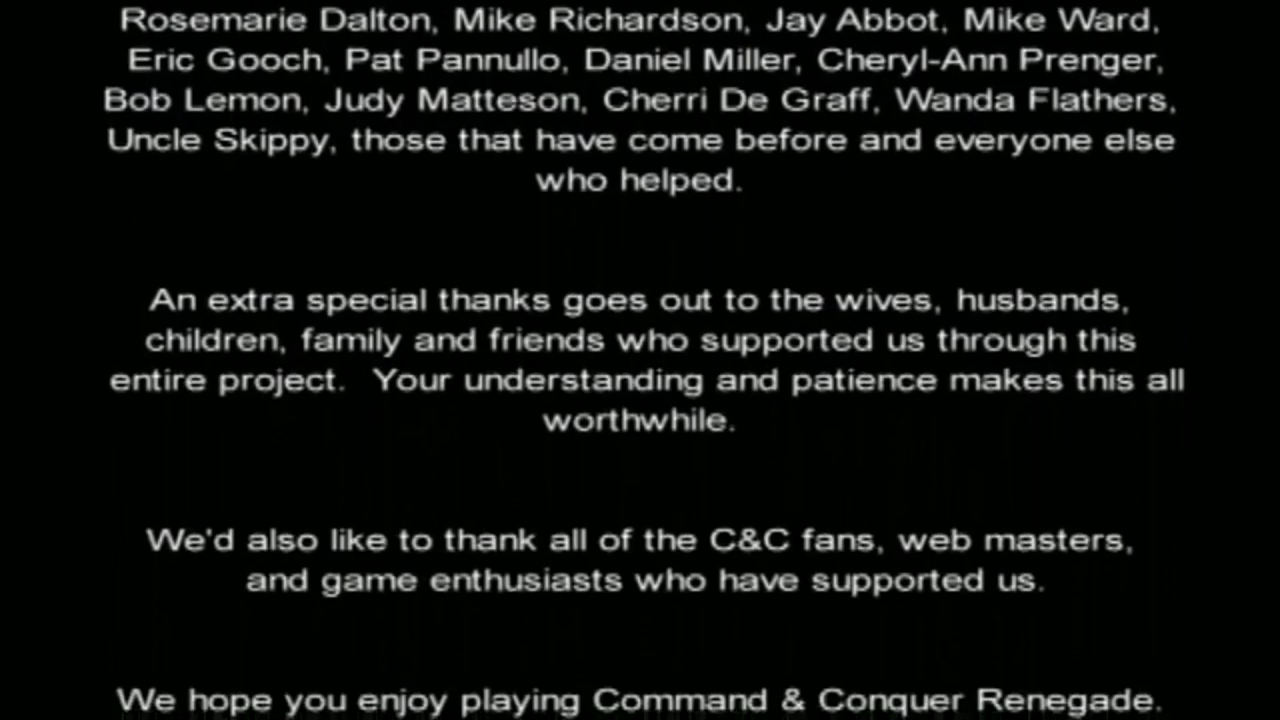 Rosemarie Dalton, Mike Richardson, Jay Abbot, Mike Ward,
Eric Gooch, Pat Pannullo, Daniel Miller, Cheryl-Ann Prenger,
Bob Lemon, Judy Matteson, Cherri De Graff, Wanda Flathers,
Uncle Skippy, those that have come before and everyone else
who helped.
An extra special thanks goes out to the wives, husbands,
children, family and friends who supported us through this
entire project.  Your understanding and patience makes this all
worthwhile.
We'd also like to thank all of the C&C fans, web masters,
and game enthusiasts who have supported us.
We hope you enjoy playing Command & Conquer Renegade.